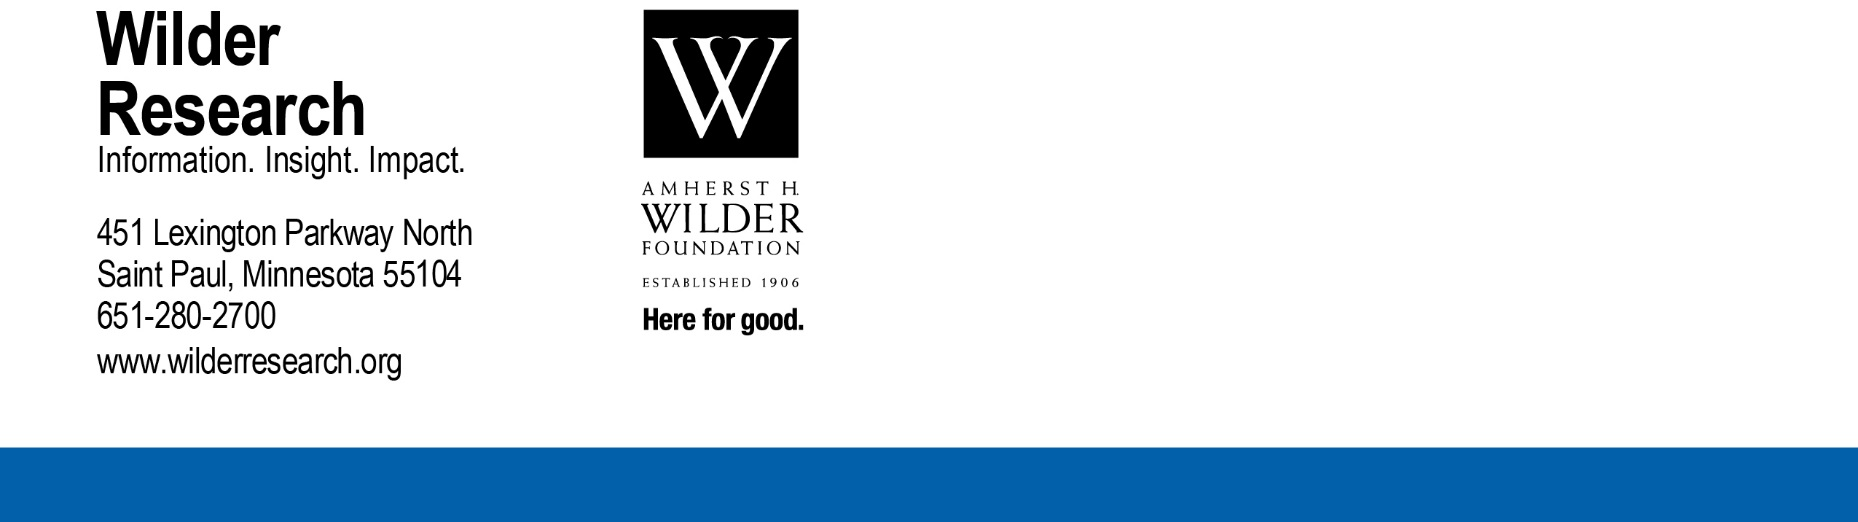 Wilder
Research
Information. Insight. Impact.
451 Lexington Parkway North
Saint Paul, Minnesota 55104
651-280-2700
www.wilderresearch.org
W
AMHERST H.
WILDER
FOUNDATION
ESTABLISHED 1906
Here for good.